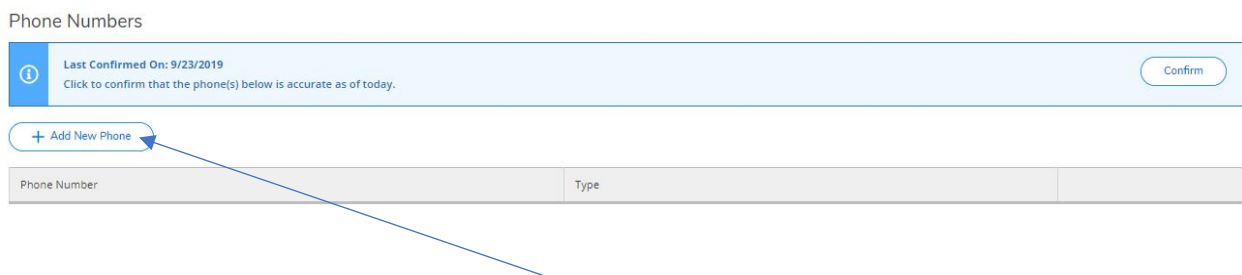 Phone Numbers
Last Confirmed On: 9/23/2019
Click to confirm that the phone(s) below is accurate as of today.
Confirm
+ Add New Phone
Phone Number Type